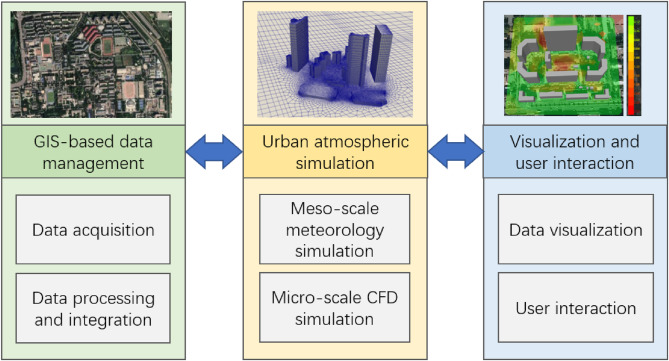 GIS-based data
management
Data acquisition
Data processing
and integration
Urban atmospheric
simulation
Meso-scale
meteorology
simulation
Micro-scale CFD
simulation
Visualization and
user interaction
Data visualization
User interaction